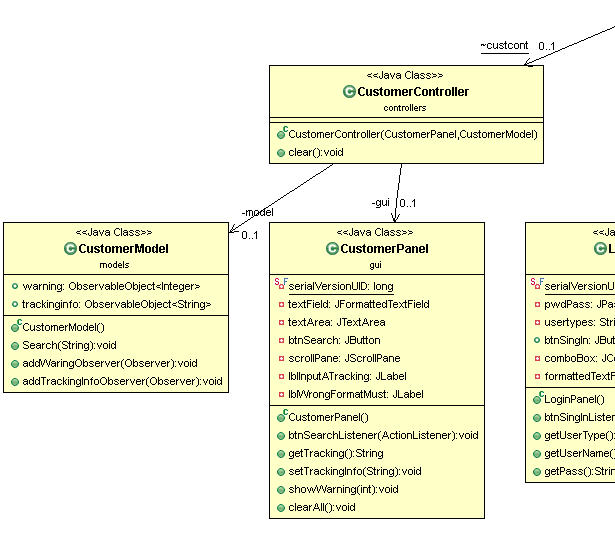 ~custcont 0..1
<<Java Class>>
CustomerController
controllers
CustomerController(CustomerPanel,CustomerModel)
clear():void
-model
0..1
-gui 0..1
<<Java Class>>
CustomerModel
models
warning: ObservableObject<Integer>
trackinginfo: ObservableObject<String>
CustomerModel()
Search(String):void
addWaringObserver(Observer):void
addTrackingInfoObserver(Observer):void
<<Java Class>>
CustomerPanel
gui
serialVersionUID: long
textField: JFormattedTextField
textArea: JTextArea
btnSearch: JButton
scrollPane: JScrollPane
lblInputATracking: JLabel
lblWrongFormatMust: JLabel
CustomerPanel()
btnSearchListener(ActionListener):void
getTracking():String
setTrackingInfo(String):void
showWarning(int):void
clearAll():void
<<Ja
L
serialVersionU
pwdPass: JPa
usertypes: Stri
btnSingIn: JBu
comboBox: JC
formattedTextF
LoginPanel()
btnSingInListen
getUserType():
getUserName()
getPass():Strin